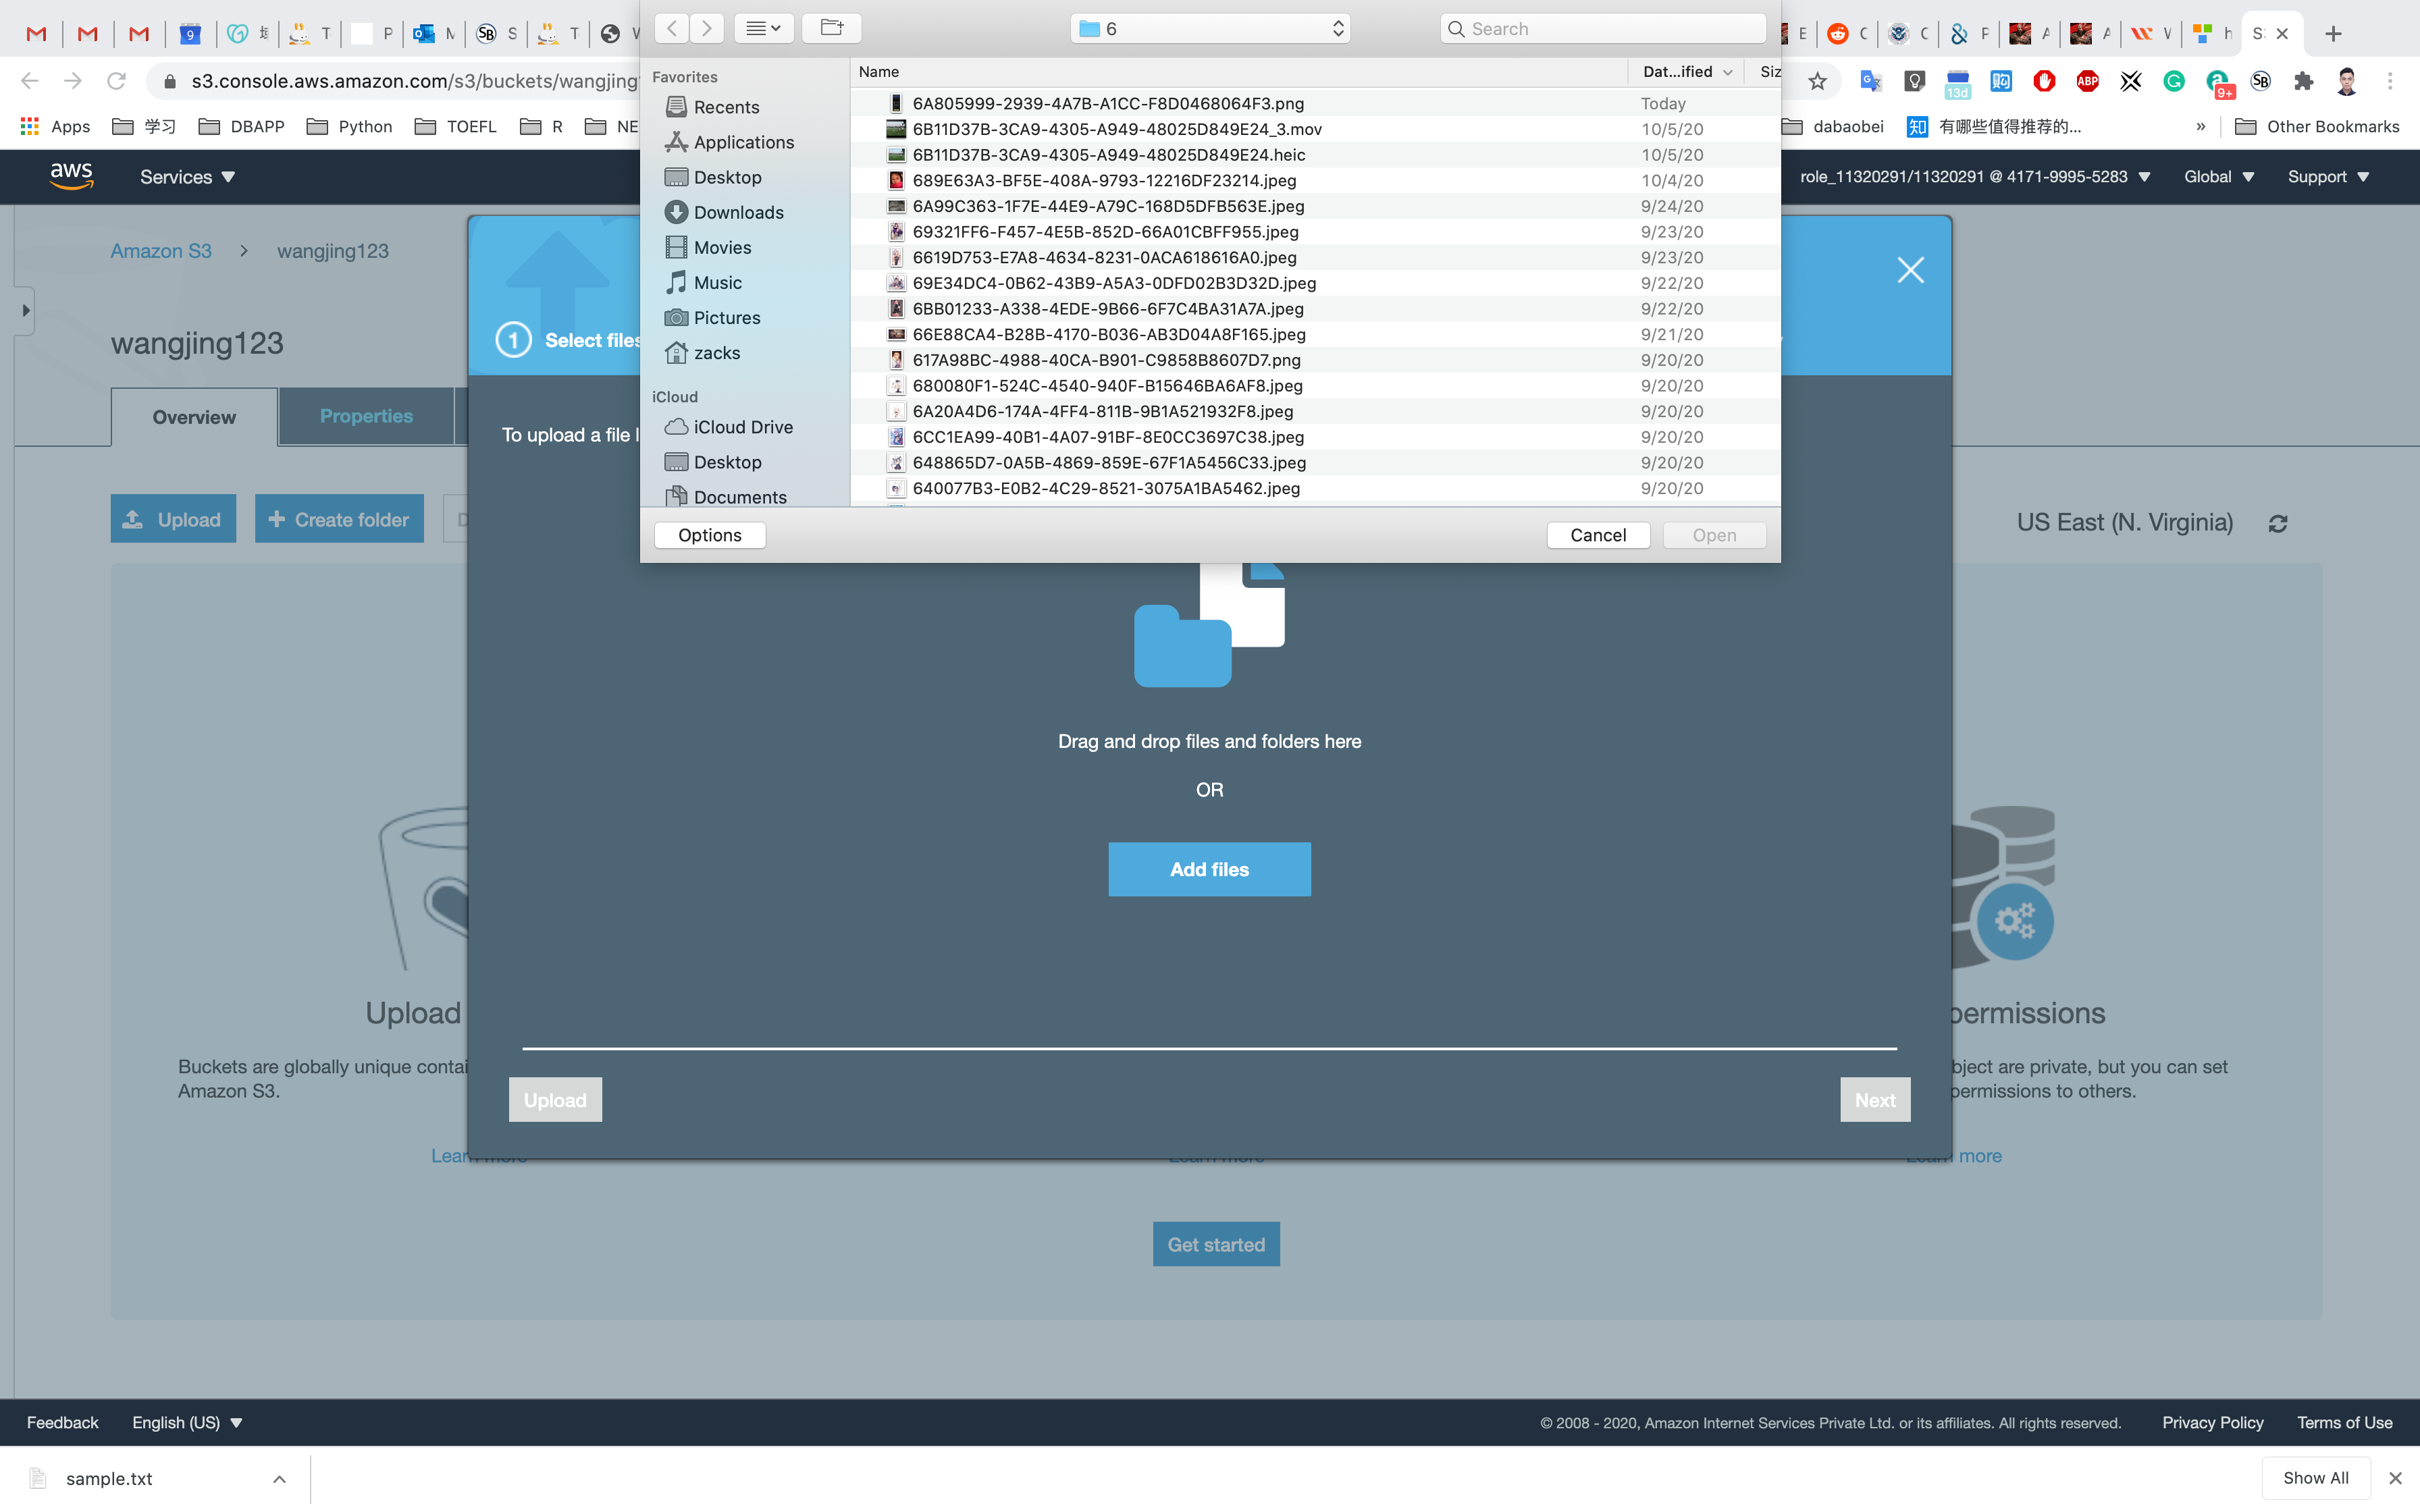 6
Search
9
T
P
S
T
E
C
C
P
A
A
V
h
S
s3.console.aws.amazon.com/s3/buckets/wangjing
13d
ABP
9+
Apps
学习
DBAPP
Python
TOEFL
R
NE
dabaobei
知 有哪些值得推荐的...
»
Other Bookmarks
aws
Services
role_11320291/11320291 @ 4171-9995-5283
Global
Support
Favorites
Recents
Applications
Desktop
Downloads
Movies
Music
Pictures
zacks
iCloud
iCloud Drive
Desktop
Documents
Name
Dat...ified
Siz
6A805999-2939-4A7B-A1CC-F8D0468064F3.png Today
6B11D37B-3CA9-4305-A949-48025D849E24_3.mov 10/5/20
6B11D37B-3CA9-4305-A949-48025D849E24.heic 10/5/20
689E63A3-BF5E-408A-9793-12216DF23214.jpeg 10/4/20
6A99C363-1F7E-44E9-A79C-168D5DFB563E.jpeg 9/24/20
69321FF6-F457-4E5B-852D-66A01CBFF955.jpeg 9/23/20
6619D753-E7A8-4634-8231-0ACA618616A0.jpeg 9/23/20
69E34DC4-0B62-43B9-A5A3-0DFD02B3D32D.jpeg 9/22/20
6BB01233-A338-4EDE-9B66-6F7C4BA31A7A.jpeg 9/22/20
66E88CA4-B28B-4170-B036-AB3D04A8F165.jpeg 9/21/20
617A98BC-4988-40CA-B901-C9858B8607D7.png 9/20/20
680080F1-524C-4540-940F-B15646BA6AF8.jpeg 9/20/20
6A20A4D6-174A-4FF4-811B-9B1A521932F8.jpeg 9/20/20
6CC1EA99-40B1-4A07-91BF-8E0CC3697C38.jpeg 9/20/20
648865D7-0A5B-4869-859E-67F1A5456C33.jpeg 9/20/20
640077B3-E0B2-4C29-8521-3075A1BA5462.jpeg 9/20/20
Options
Cancel
Open
Amazon S3
wangjing123
wangjing123
1 Select files
Overview
Properties
To upload a file l
Upload
Create folder
US East (N. Virginia)
Drag and drop files and folders here
OR
Add files
Upload
Buckets are globally unique contai
Amazon S3.
Learn more
Upload
Next
Learn more
permissions
bject are private, but you can set
permissions to others.
Learn more
Get started
Feedback
English (US)
© 2008 - 2020, Amazon Internet Services Private Ltd. or its affiliates. All rights reserved.
Privacy Policy
Terms of Use
sample.txt
Show All